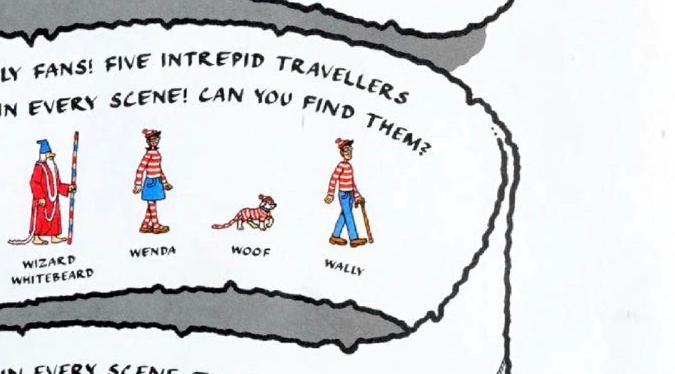 LY FANS! FIVE INTREPID TRAVELLERS
IN EVERY SCENE! CAN YOU FIND THEM?
WIZARD
WHITEBEARD
WENDA
WOOF
WALLY
IN EVERY SCENE